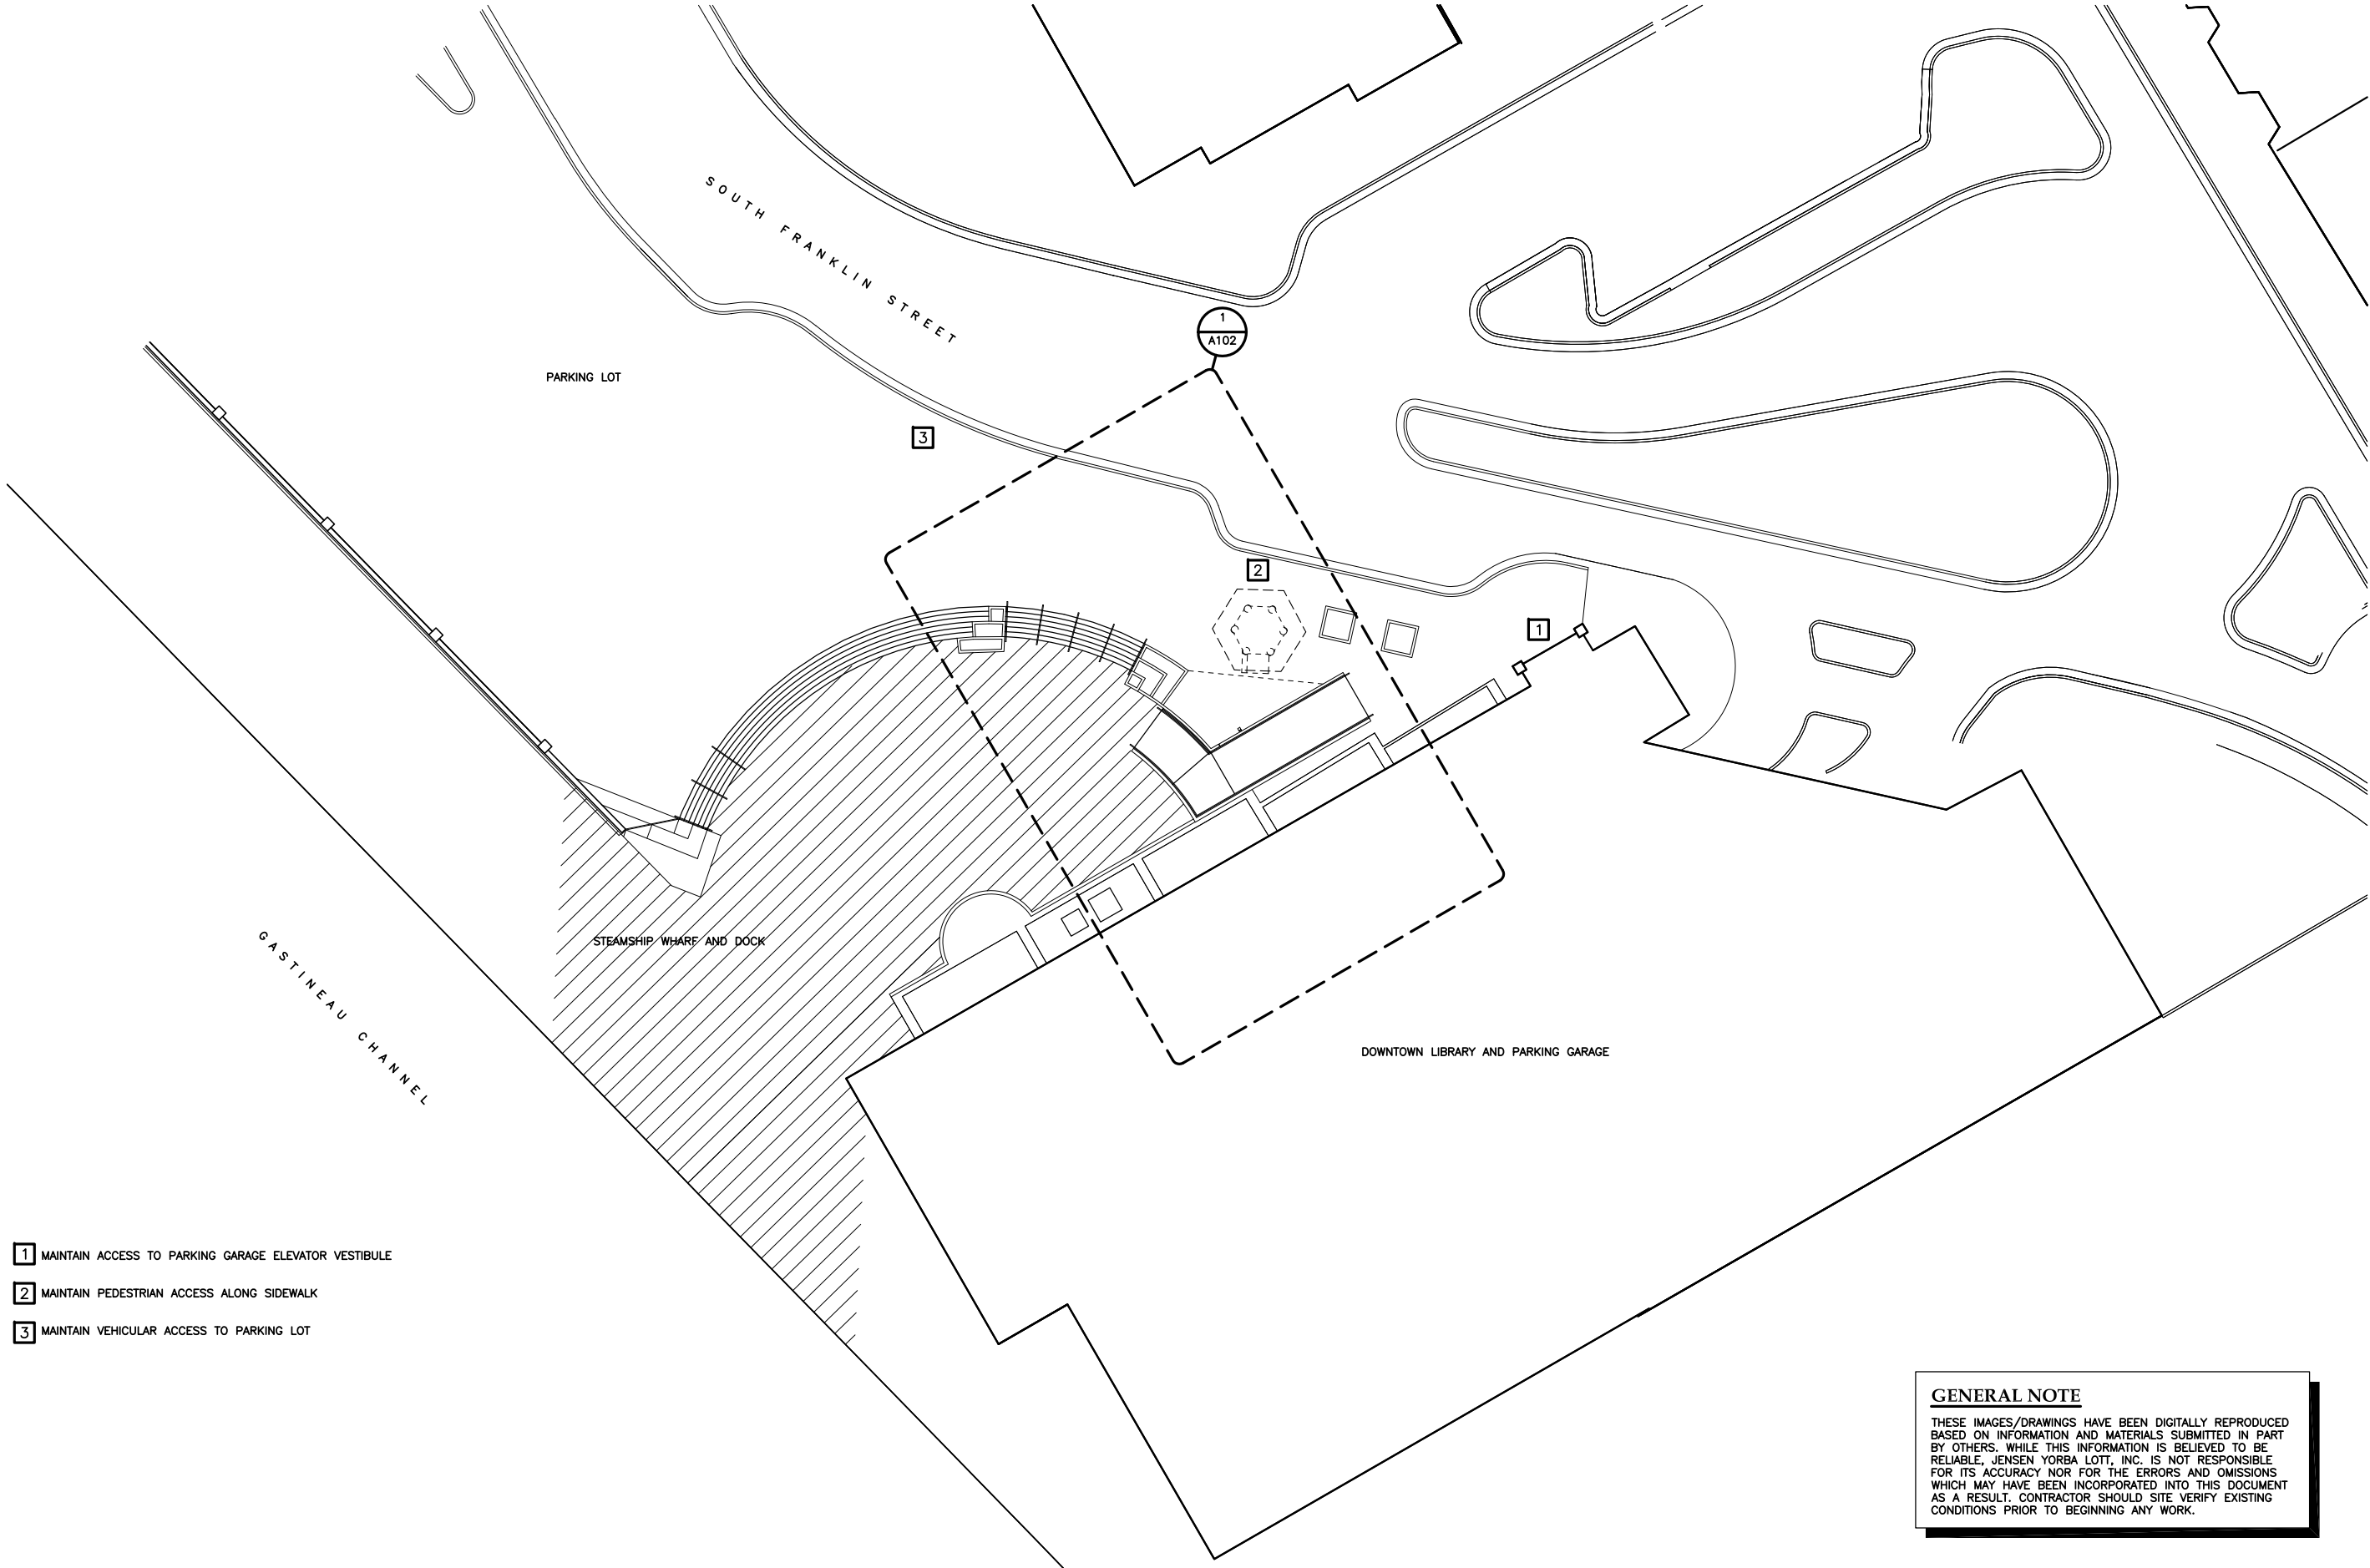 SOUTH FRANKLIN STREET
1
A102
PARKING LOT
3
2
1
STEAMSHIP WHARF AND DOCK
GASTINEAU CHANNEL
DOWNTOWN LIBRARY AND PARKING GARAGE
1 MAINTAIN ACCESS TO PARKING GARAGE ELEVATOR VESTIBULE
2 MAINTAIN PEDESTRIAN ACCESS ALONG SIDEWALK
3 MAINTAIN VEHICULAR ACCESS TO PARKING LOT
GENERAL NOTE
THESE IMAGES/DRAWINGS HAVE BEEN DIGITALLY REPRODUCED
BASED ON INFORMATION AND MATERIALS SUBMITTED IN PART
BY OTHERS. WHILE THIS INFORMATION IS BELIEVED TO BE
RELIABLE, JENSEN YORBA LOTT, INC. IS NOT RESPONSIBLE
FOR ITS ACCURACY NOR FOR THE ERRORS AND OMISSIONS
WHICH MAY HAVE BEEN INCORPORATED INTO THIS DOCUMENT
AS A RESULT. CONTRACTOR SHOULD SITE VERIFY EXISTING
CONDITIONS PRIOR TO BEGINNING ANY WORK.